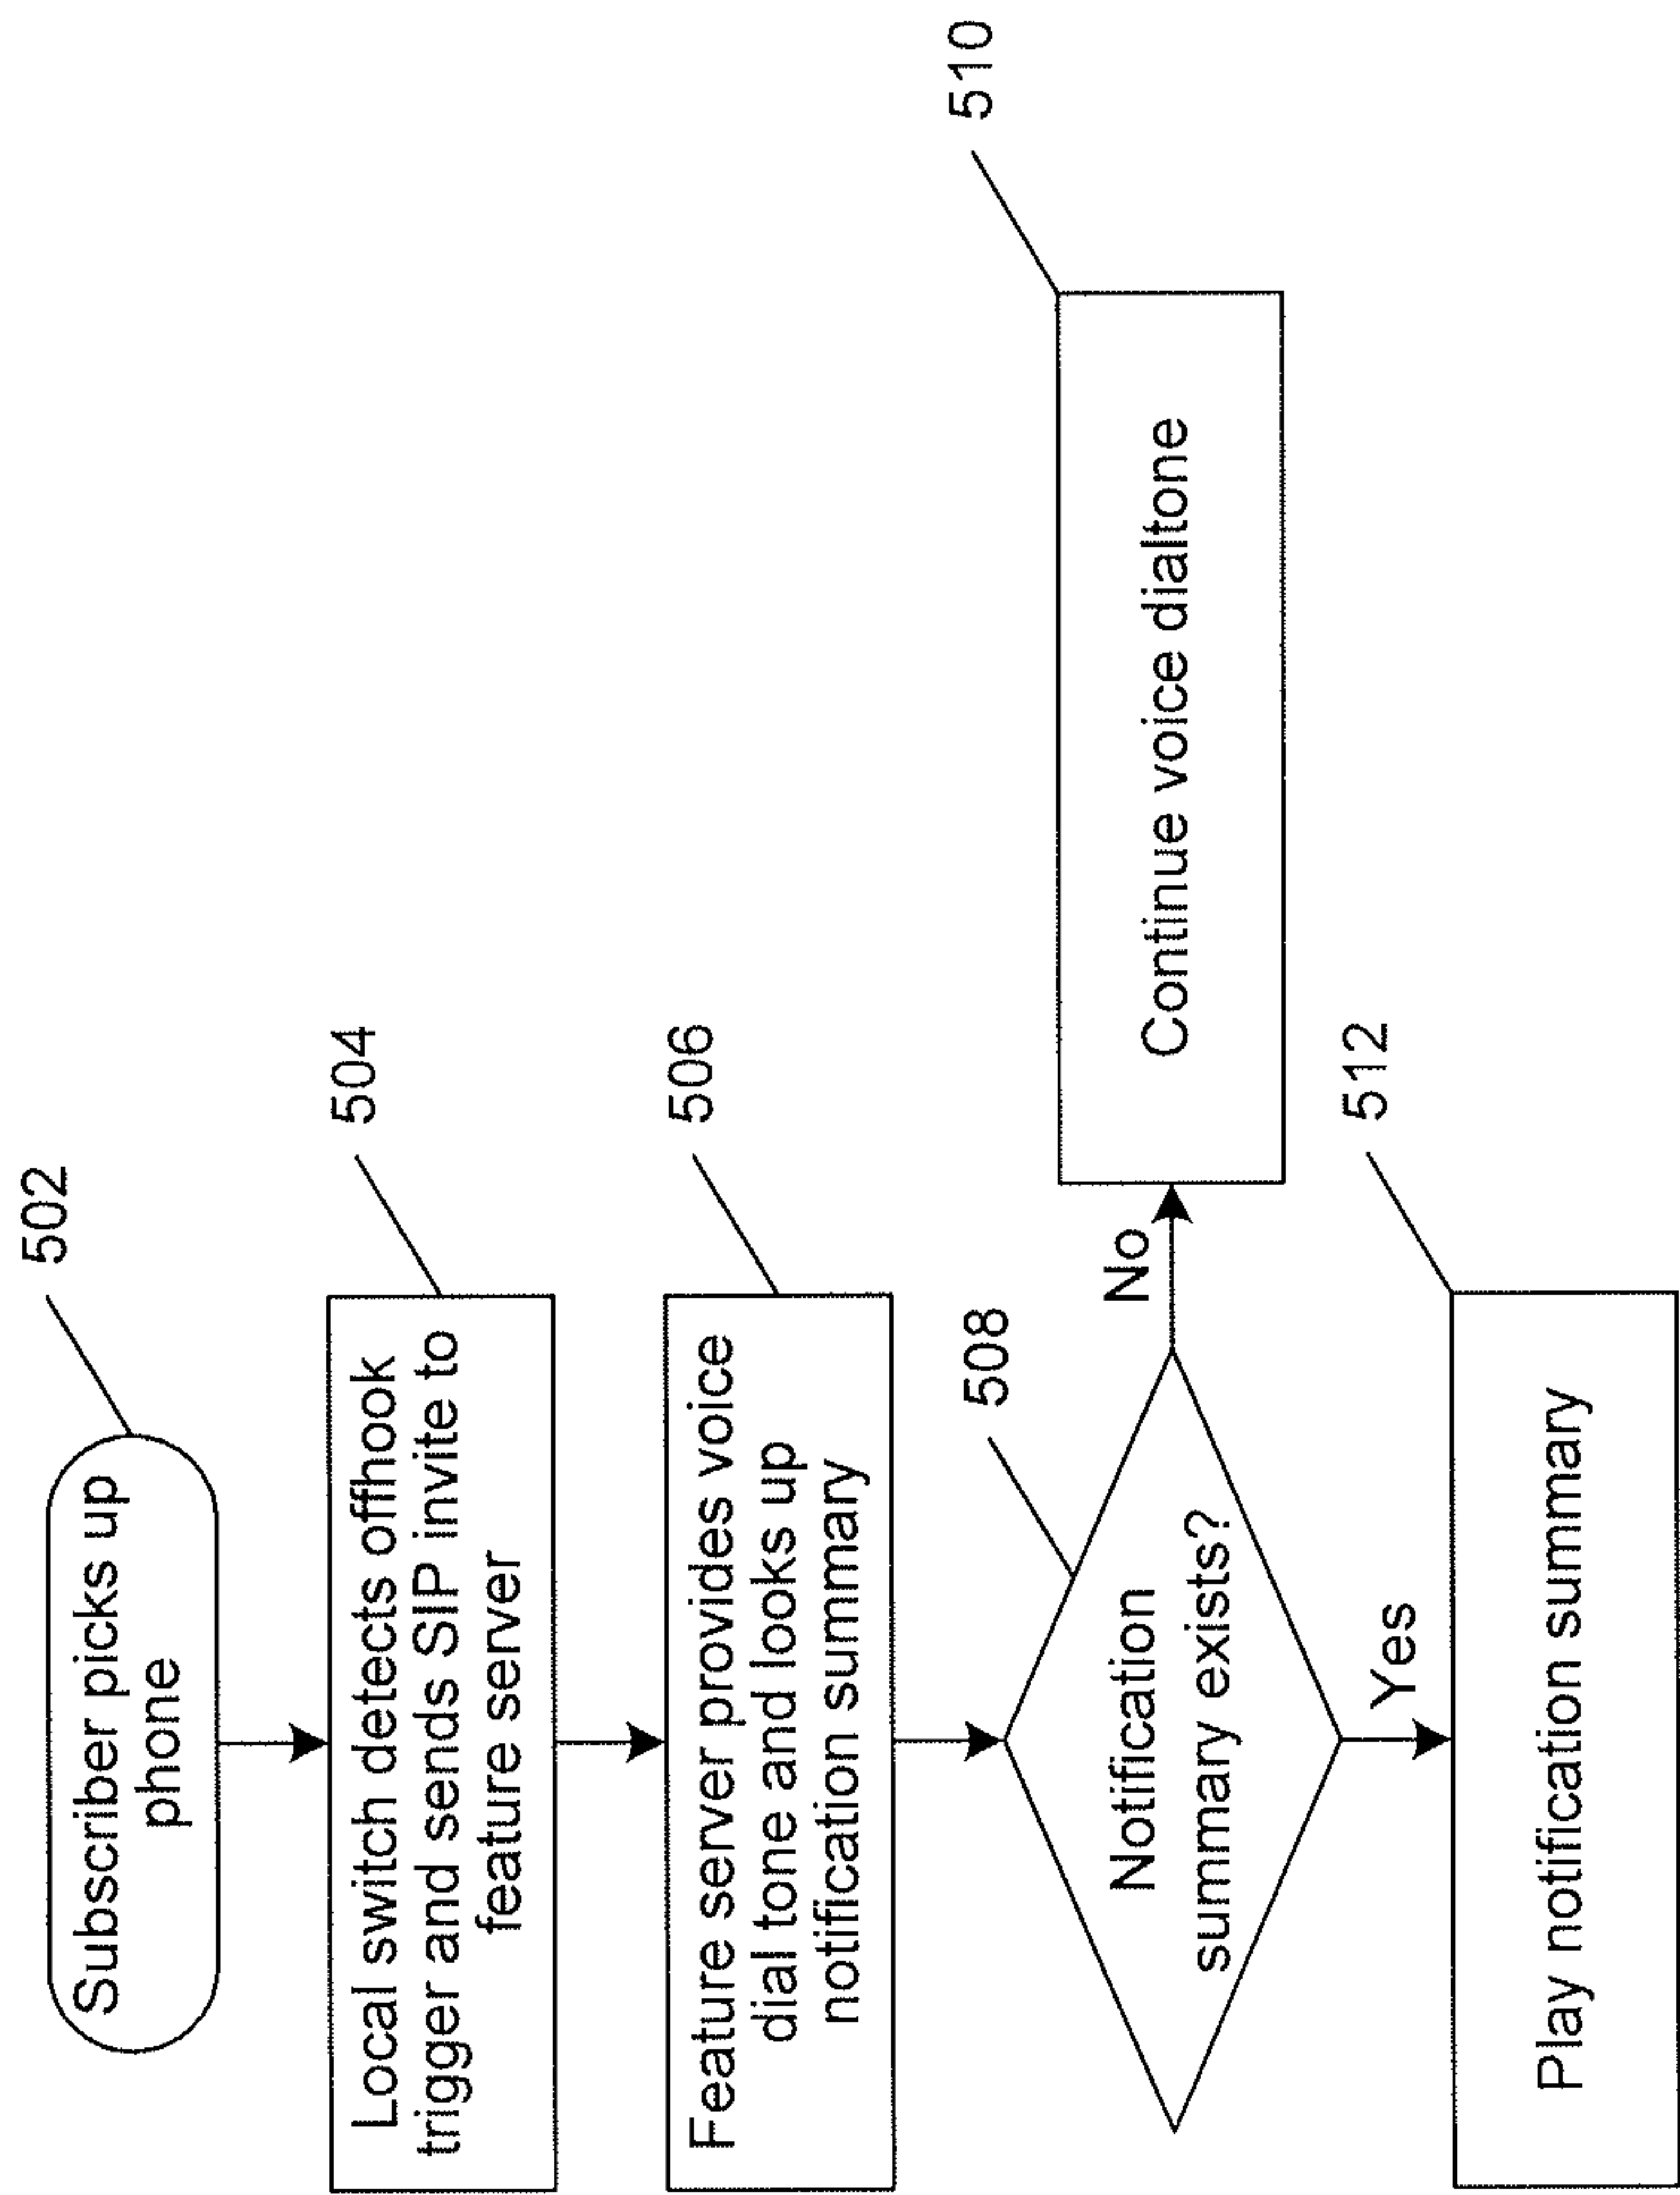 502
Subscriber picks up
phone
504
Local switch detects offhook
trigger and sends SIP invite to
feature server
506
Feature server provides voice
dial tone and looks up
notification summary
508
Notification
summary exists?
No
510
Continue voice dialtone
Yes
512
Play notification summary